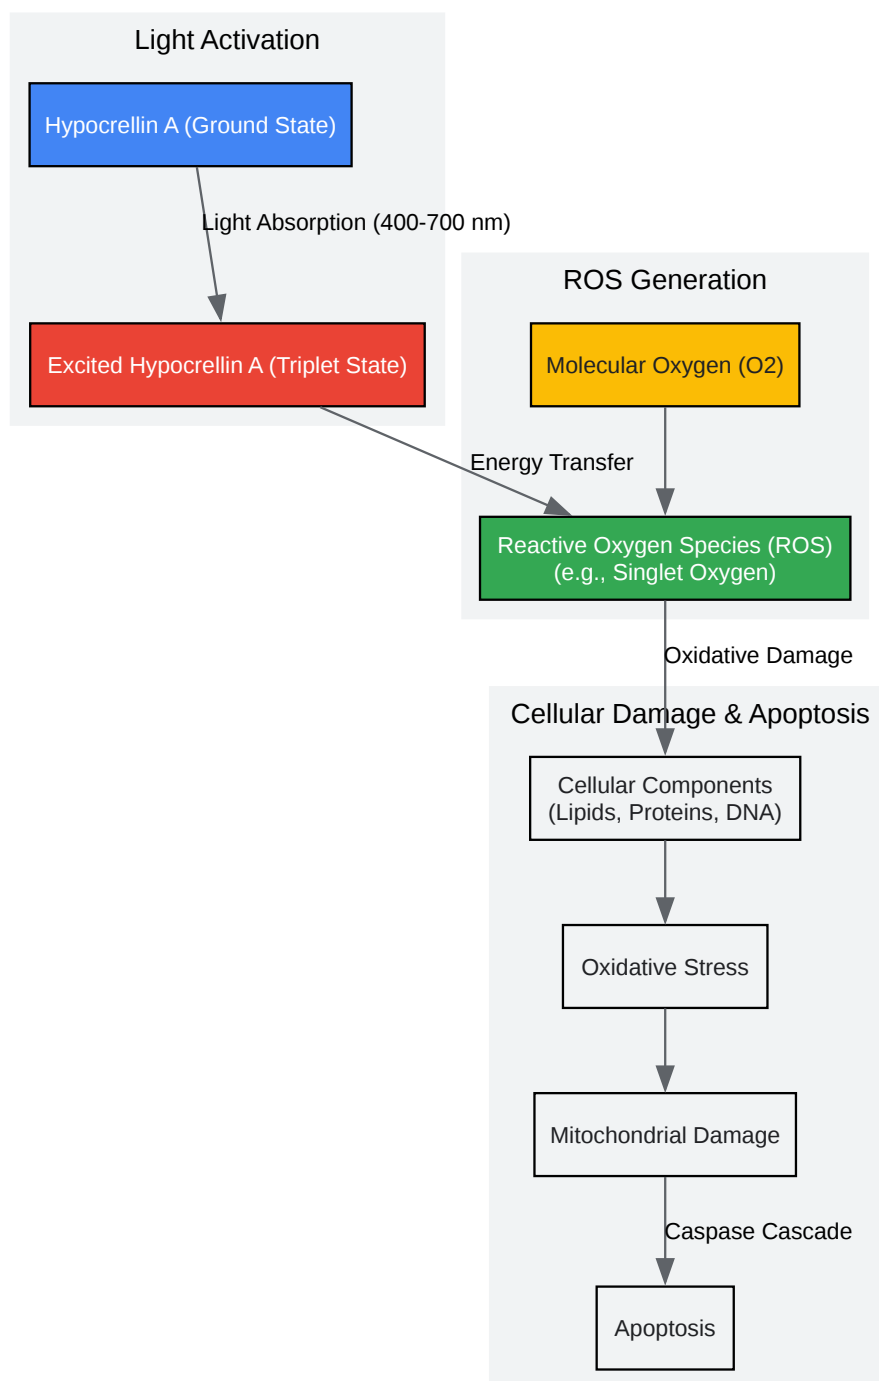 Light Activation
Hypocrellin A (Ground State)
Light Absorption (400-700 nm)
Excited Hypocrellin A (Triplet State)
ROS Generation
Molecular Oxygen (O2)
Energy Transfer
Reactive Oxygen Species (ROS)
(e.g., Singlet Oxygen)
Oxidative Damage
Cellular Damage & Apoptosis
Cellular Components
(Lipids, Proteins, DNA)
Oxidative Stress
Mitochondrial Damage
Caspase Cascade
Apoptosis